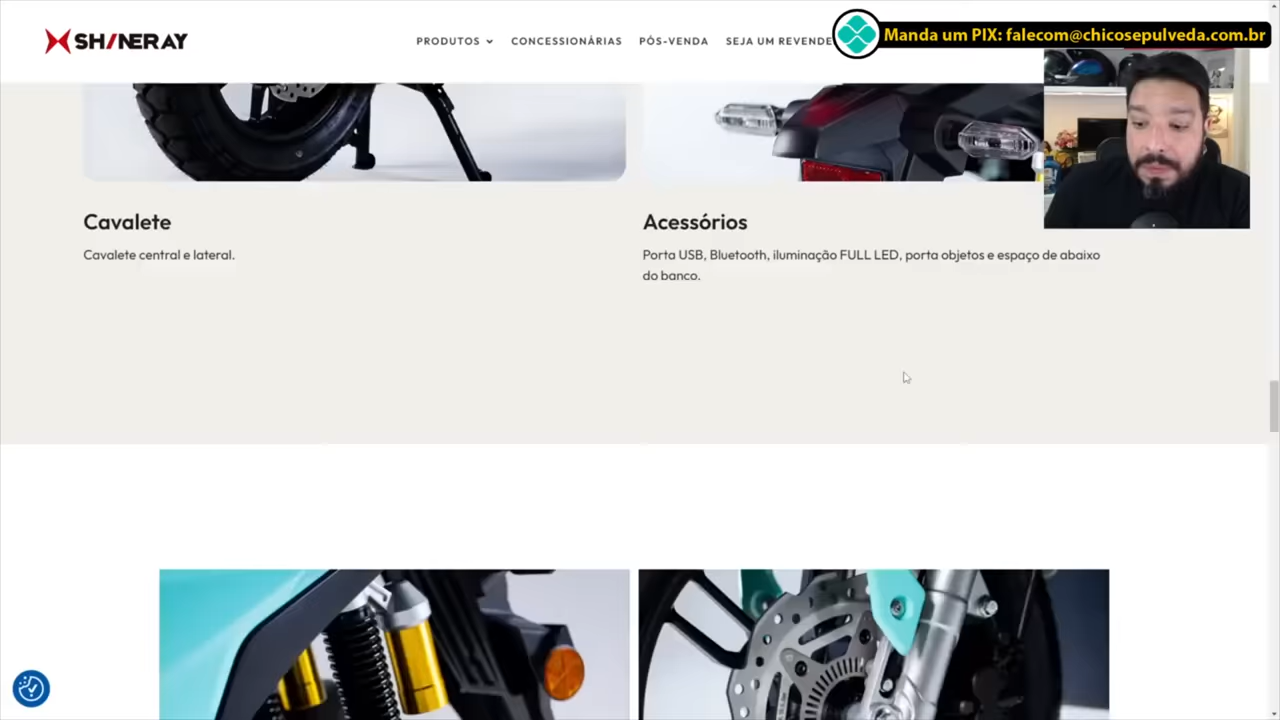 SHINERAY
PRODUTOS
CONCESSIONÁRIAS
PÓS-VENDA
SEJA UM REVENDE
Manda um PIX: falecom@chicosepulveda.com.br
Cavalete
Cavalete central e lateral.
Acessórios
Porta USB, Bluetooth, iluminação FULL LED, porta objetos e espaço de abaixo
do banco.